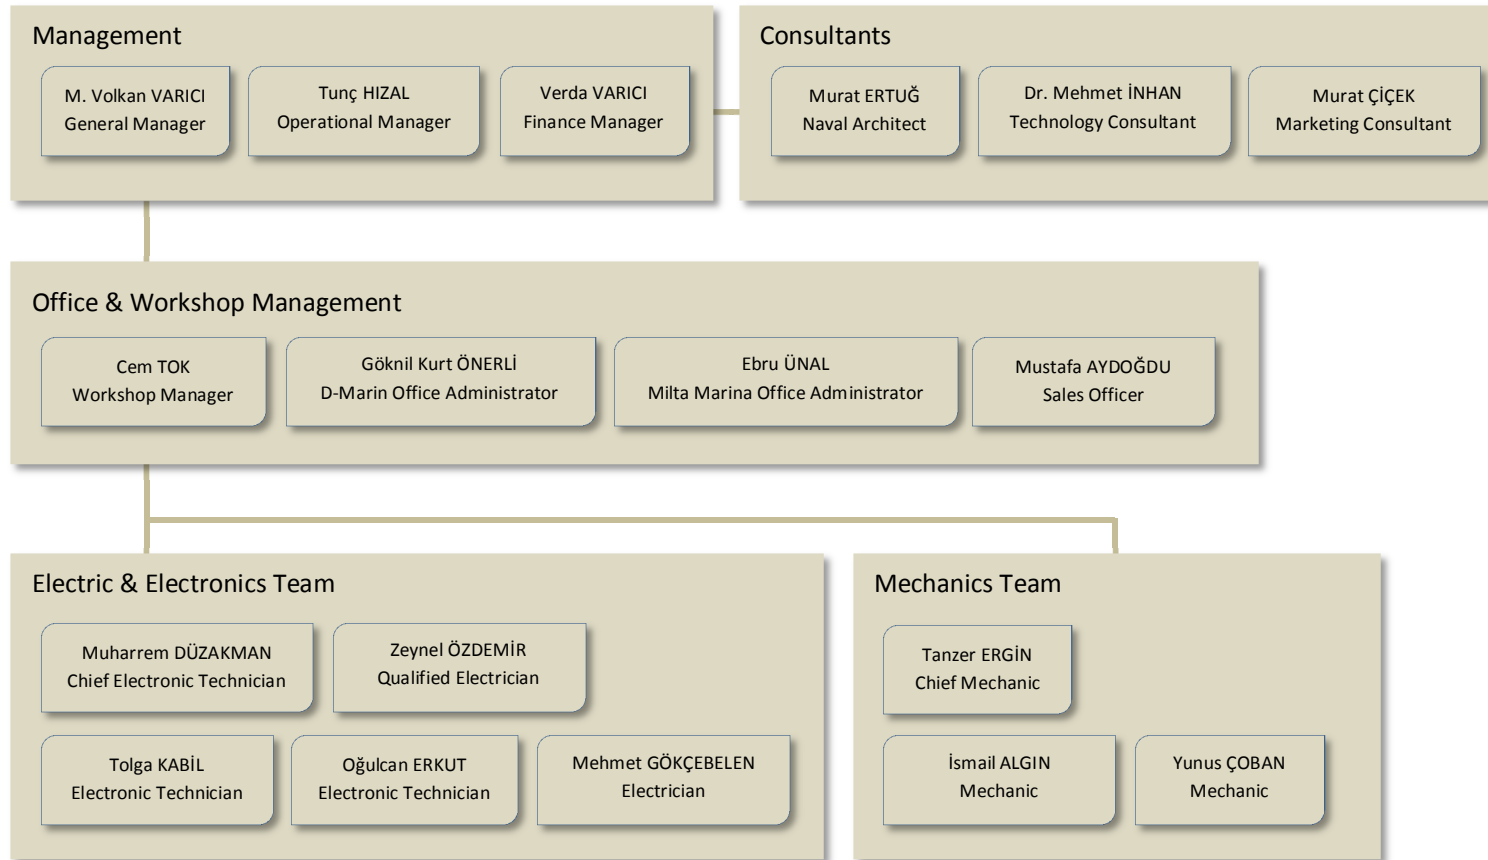 Management
M. Volkan VARICI
General Manager
Tunç HIZAL
Operational Manager
Verda VARICI
Finance Manager
Consultants
Murat ERTUĞ
Naval Architect
Dr. Mehmet İNHAN
Technology Consultant
Murat ÇİÇEK
Marketing Consultant
Office & Workshop Management
Cem TOK
Workshop Manager
Göknil Kurt ÖNERLİ
D-Marin Office Administrator
Ebru ÜNAL
Milta Marina Office Administrator
Mustafa AYDOĞDU
Sales Officer
Electric & Electronics Team
Muharrem DÜZAKMAN
Chief Electronic Technician
Zeynel ÖZDEMİR
Qualified Electrician
Tolga KABİL
Electronic Technician
Oğulcan ERKUT
Electronic Technician
Mehmet GÖKÇEBELEN
Electrician
Mechanics Team
Tanzer ERGİN
Chief Mechanic
İsmail ALGIN
Mechanic
Yunus ÇOBAN
Mechanic